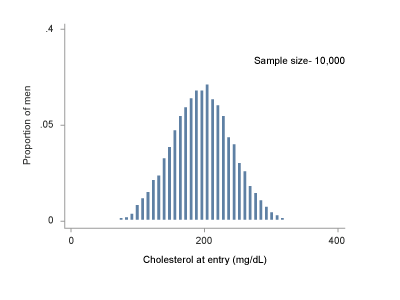 .4
Sample size- 10,000
Proportion of men
.05
0
0
200
400
Cholesterol at entry (mg/dL)